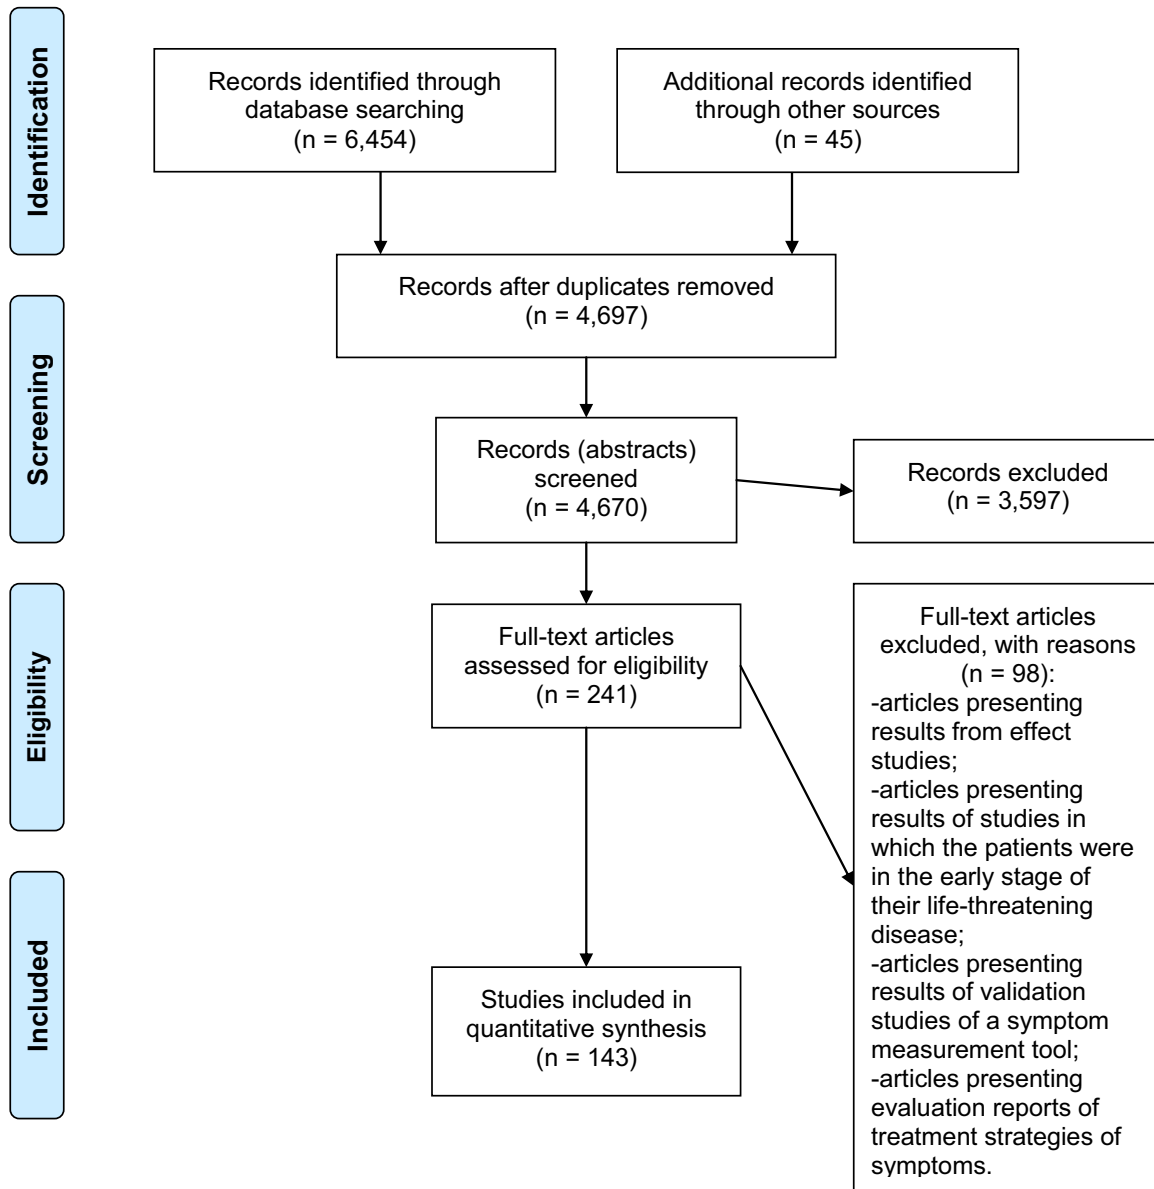 Identification
Records identified through
database searching
(n = 6,454)
Additional records identified
through other sources
(n = 45)
Records after duplicates removed
(n = 4,697)
Screening
Records (abstracts)
screened
(n = 4,670)
Records excluded
(n = 3,597)
Eligibility
Full-text articles
assessed for eligibility
(n = 241)
Full-text articles
excluded, with reasons
(n = 98):
-articles presenting
results from effect
studies;
-articles presenting
results of studies in
which the patients were
in the early stage of
their life-threatening
disease;
-articles presenting
results of validation
studies of a symptom
measurement tool;
-articles presenting
evaluation reports of
treatment strategies of
symptoms.
Included
Studies included in
quantitative synthesis
(n = 143)